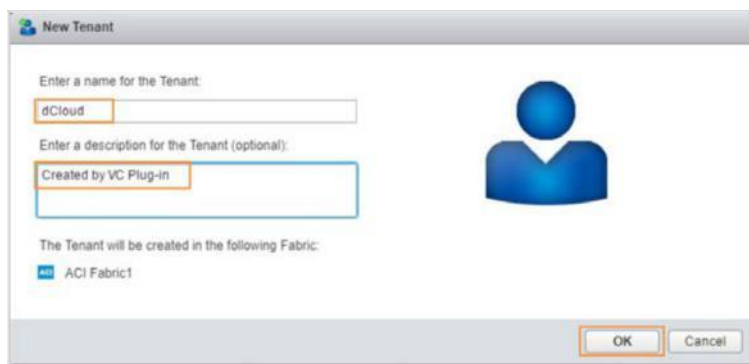 New Tenant
Enter a name for the Tenant:
dCloud
Enter a description for the Tenant (optional):
Created by VC Plug-in
The Tenant will be created in the following Fabric:
ACI ACI Fabric1
OK Cancel